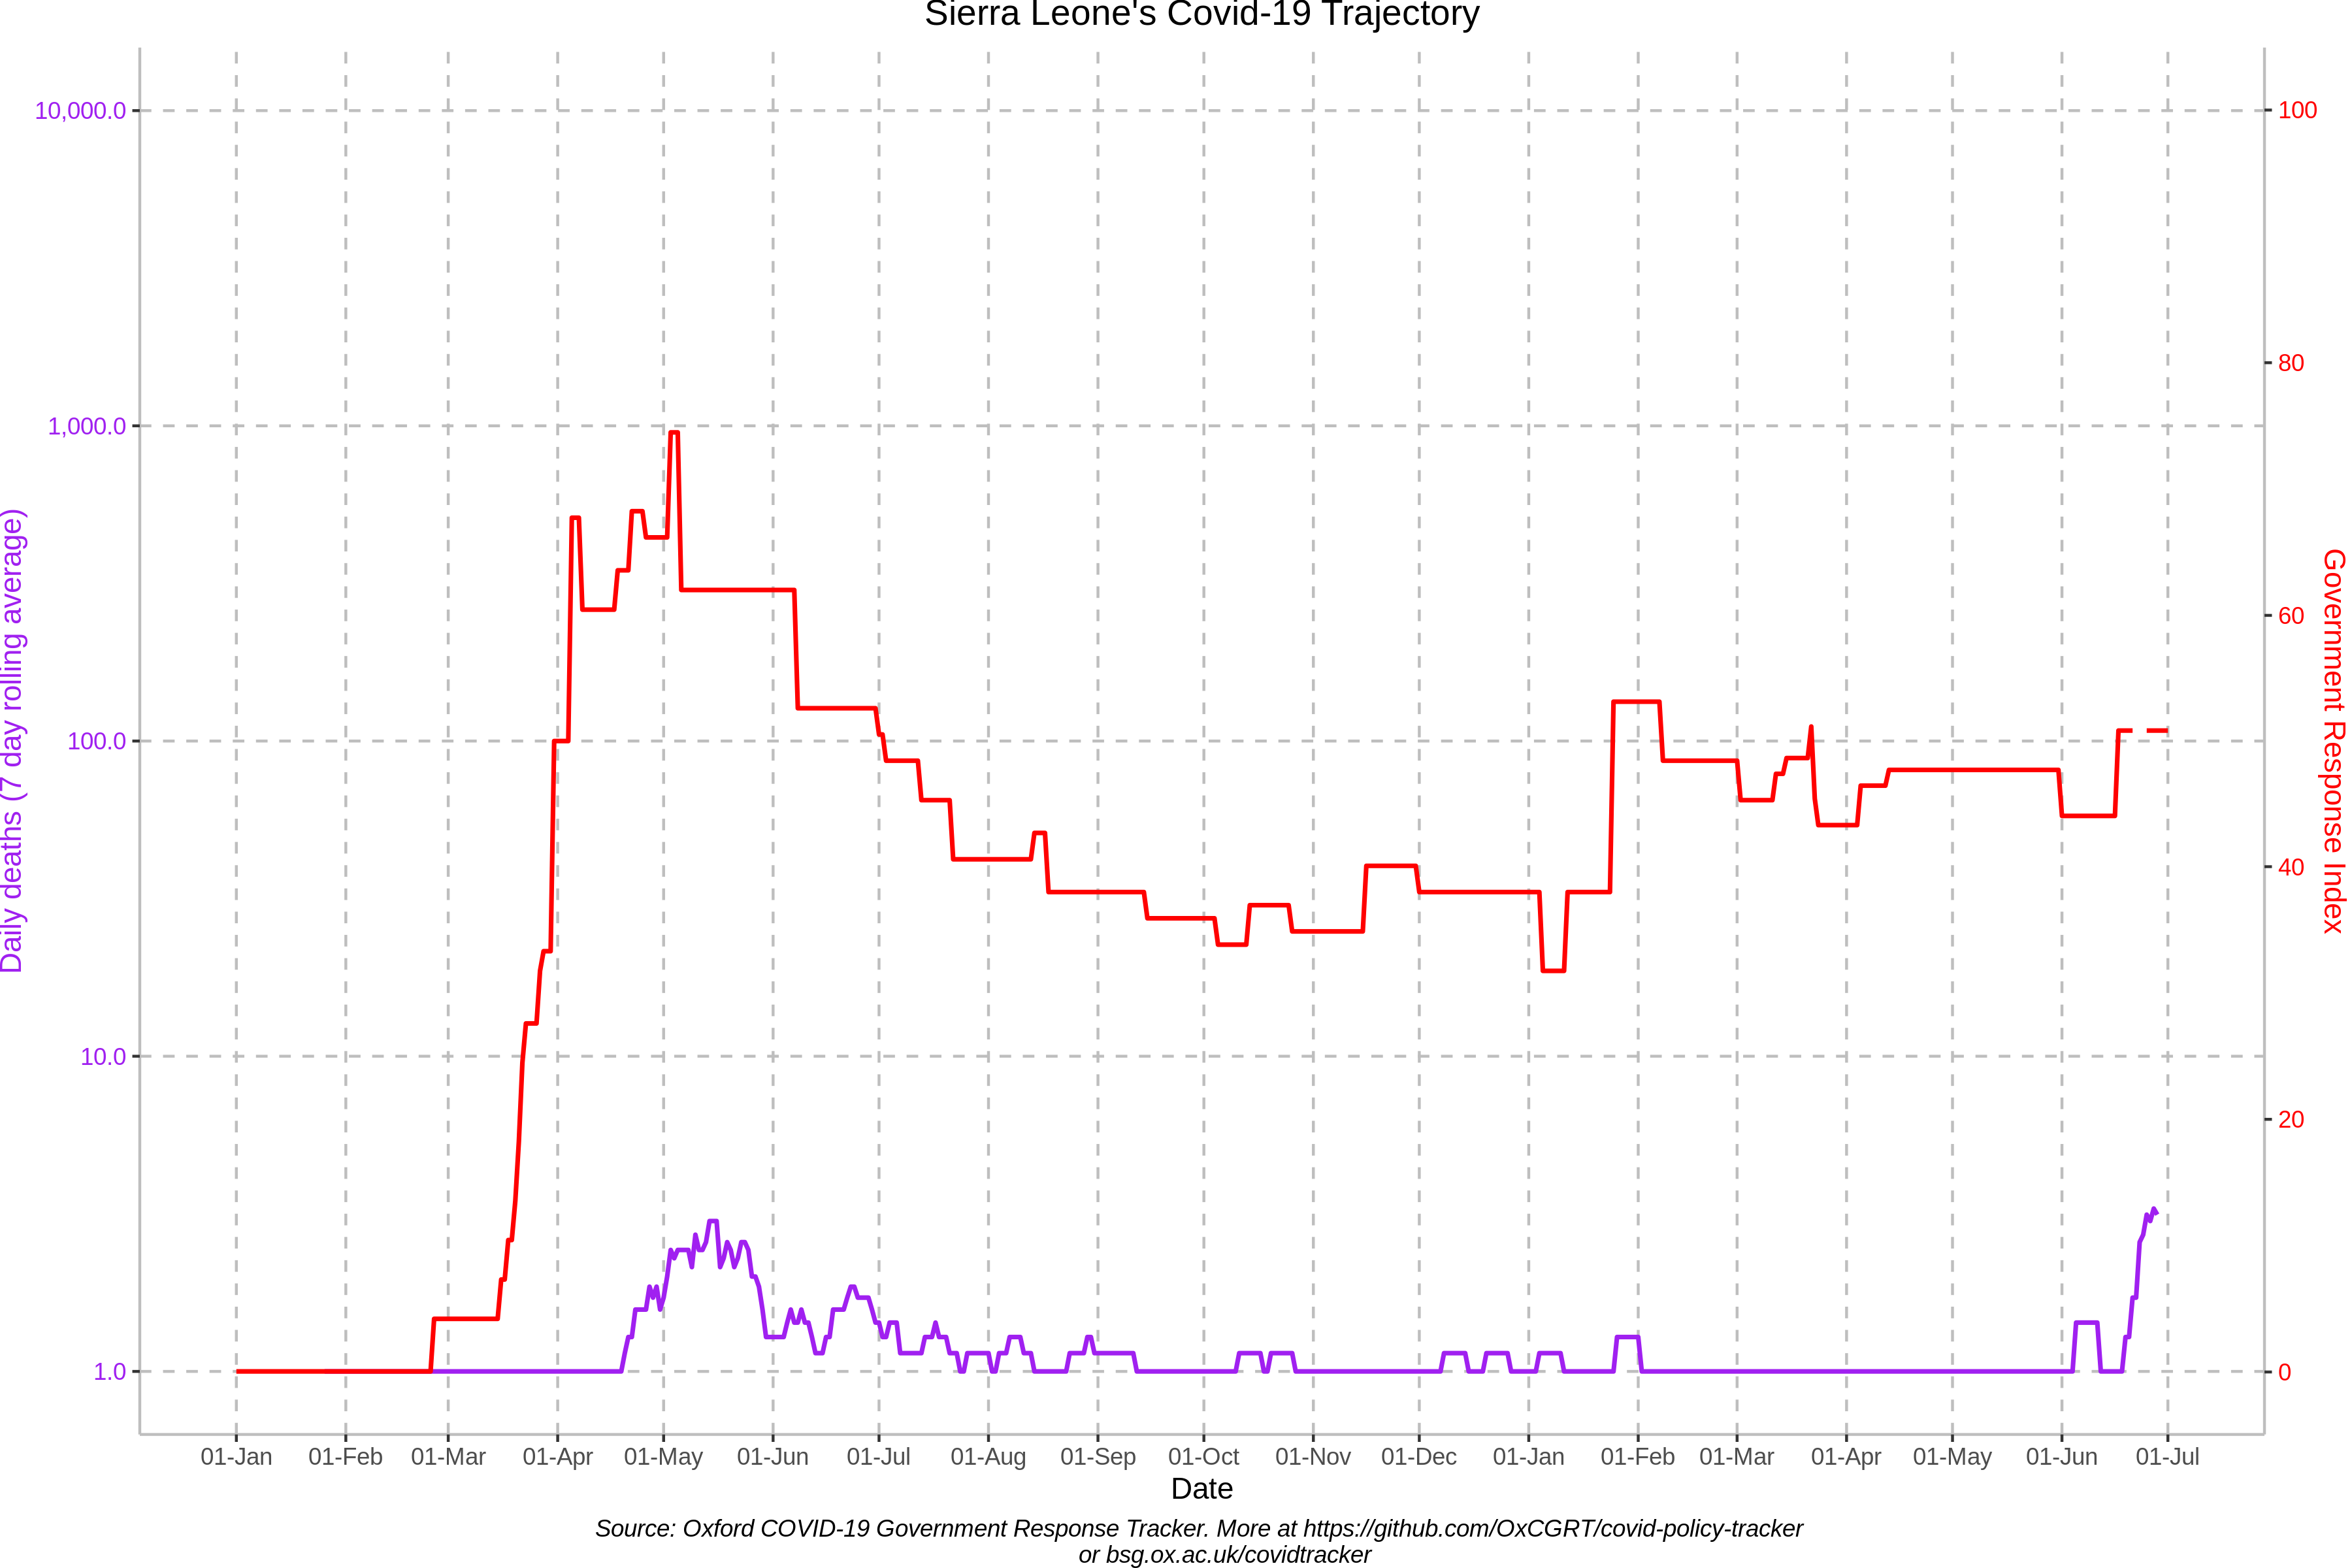 Sierra Leone's Covid-19 Trajectory
10,000.0
1,000.0
100.0
10.0
1.0
Daily deaths (7 day rolling average)
100
80
60
40
20
0
Government Response Index
01-Jan 01-Feb 01-Mar 01-Apr 01-May 01-Jun 01-Jul 01-Aug 01-Sep 01-Oct 01-Nov 01-Dec 01-Jan 01-Feb 01-Mar 01-Apr 01-May 01-Jun 01-Jul
Date
Source: Oxford COVID-19 Government Response Tracker. More at https://github.com/OxCGRT/covid-policy-tracker
or bsg.ox.ac.uk/covidtracker